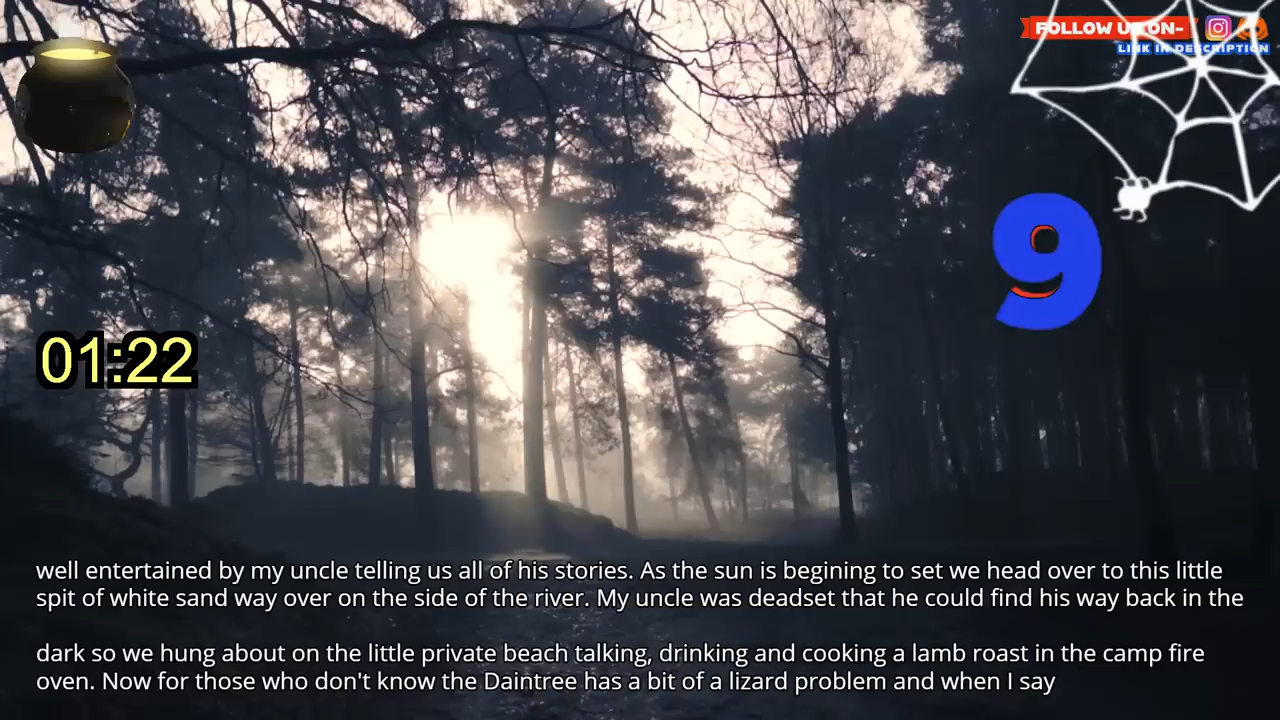 FOLLOW US ON-
LINK IN DESCRIPTION
9
01:22
well entertained by my uncle telling us all of his stories. As the sun is begining to set we head over to this little
spit of white sand way over on the side of the river. My uncle was deadset that he could find his way back in the
dark so we hung about on the little private beach talking, drinking and cooking a lamb roast in the camp fire
oven. Now for those who don't know the Daintree has a bit of a lizard problem and when I say